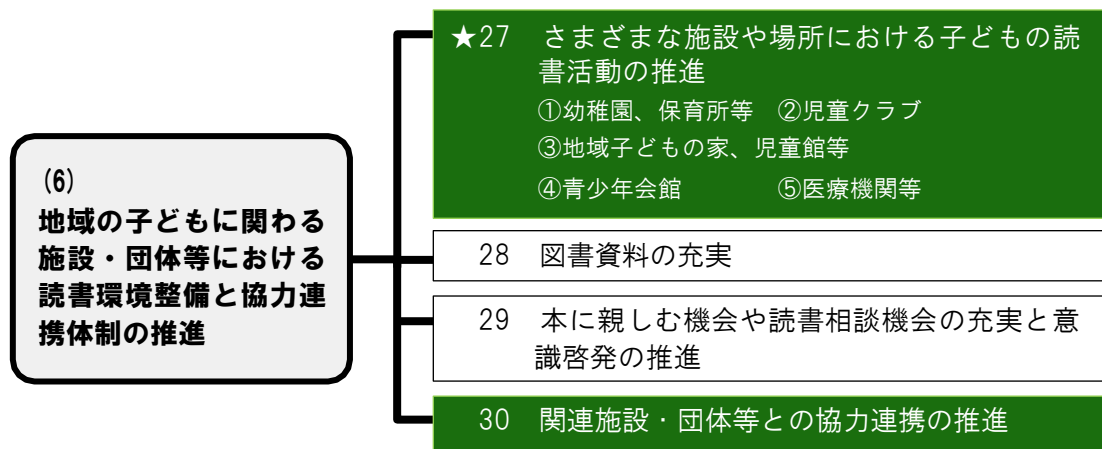 (6)
地域の子どもに関わる
施設・団体等における
読書環境整備と協力連
携体制の推進
★27 さまざまな施設や場所における子どもの読
書活動の推進
①幼稚園、保育所等 ②児童クラブ
③地域子どもの家、児童館等
④青少年会館 ⑤医療機関等
28 図書資料の充実
29 本に親しむ機会や読書相談機会の充実と意
識啓発の推進
30 関連施設・団体等との協力連携の推進